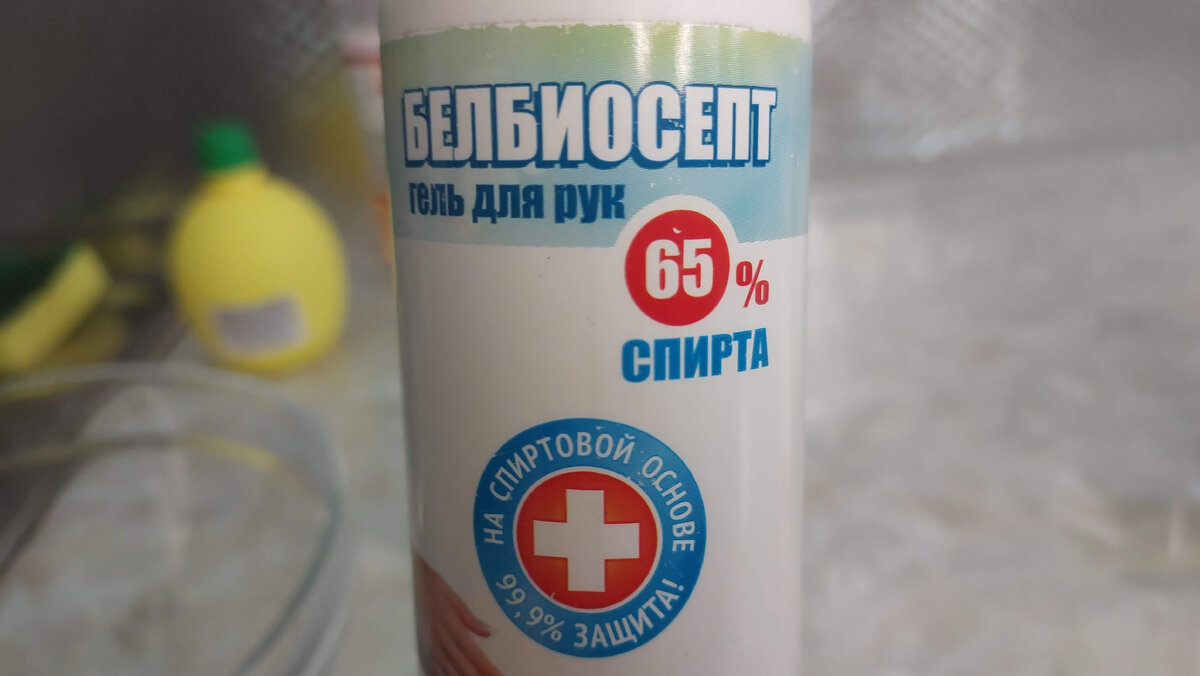 БЕЛБИОСЕПТ
гель для рук
65 %
СПИРТА
НА СПИРТОВОЙ ОСНОВЕ
99,9% ЗАЩИТА!